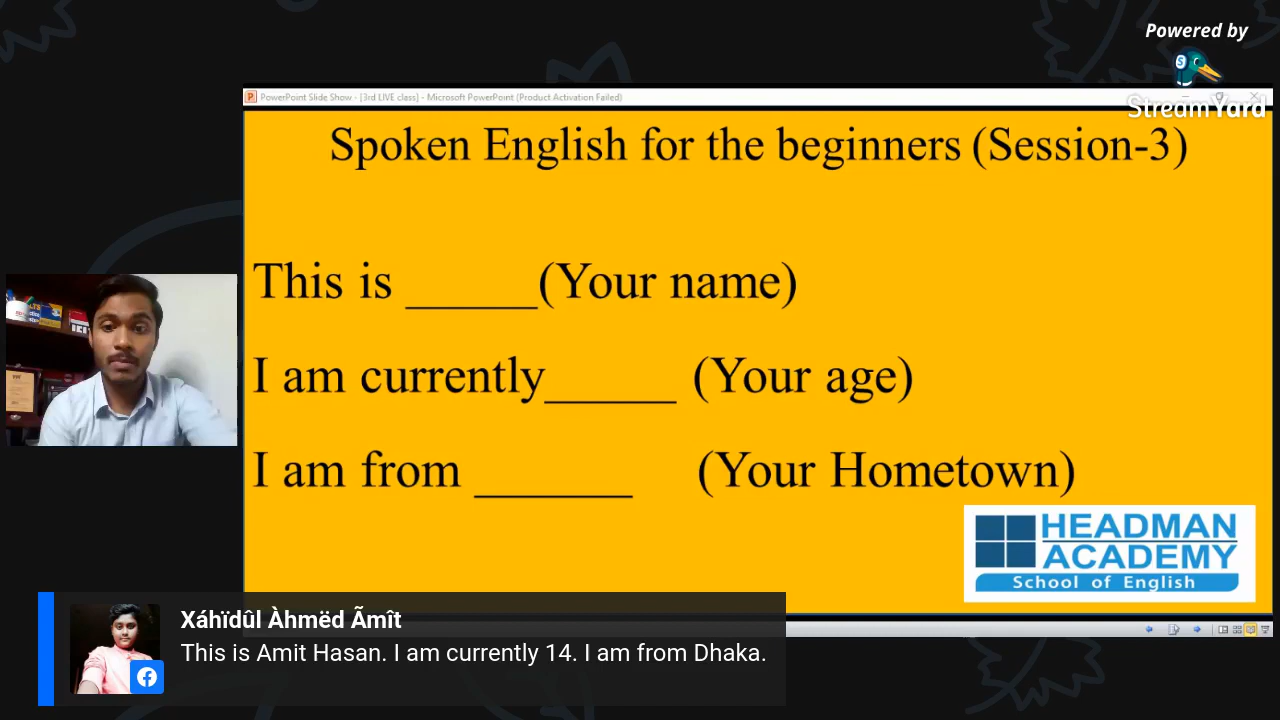 Powered by
StreamYard
PowerPoint Slide Show - [3rd LIVE class] - Microsoft PowerPoint (Product Activation Failed)
Spoken English for the beginners (Session-3)
This is _____(Your name)
I am currently_____ (Your age)
I am from ______ (Your Hometown)
HEADMAN
ACADEMY
School of English
Xáhïdûl Àhmëd Ãmît
This is Amit Hasan. I am currently 14. I am from Dhaka.